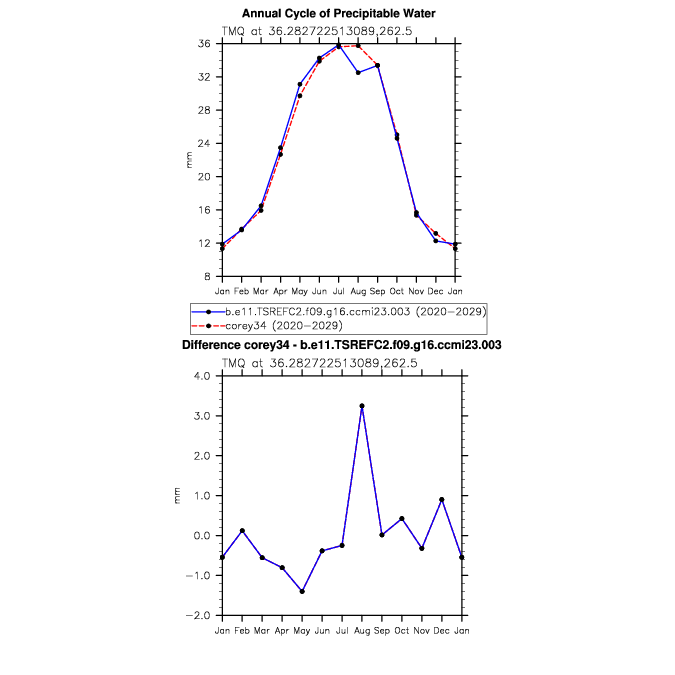 Annual Cycle of Precipitable Water
TMQ at 36.282722513089,262.5
36
32
28
24
20
16
12
8
mm
Jan Feb Mar Apr May Jun Jul Aug Sep Oct Nov Dec Jan
b.e11.TSREFC2.f09.g16.ccmi23.003 (2020-2029)
corey34 (2020-2029)
Difference corey34 - b.e11.TSREFC2.f09.g16.ccmi23.003
TMQ at 36.282722513089,262.5
4.0
3.0
2.0
1.0
0.0
-1.0
-2.0
mm
Jan Feb Mar Apr May Jun Jul Aug Sep Oct Nov Dec Jan